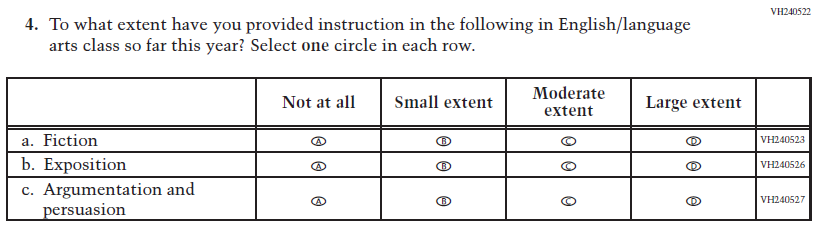 VH240522
4. To what extent have you provided instruction in the following in English/language
arts class so far this year? Select one circle in each row.
Not at all Small extent Moderate extent Large extent
a. Fiction A B C D VH240523
b. Exposition A B C D VH240526
c. Argumentation and
persuasion A B C D VH240527